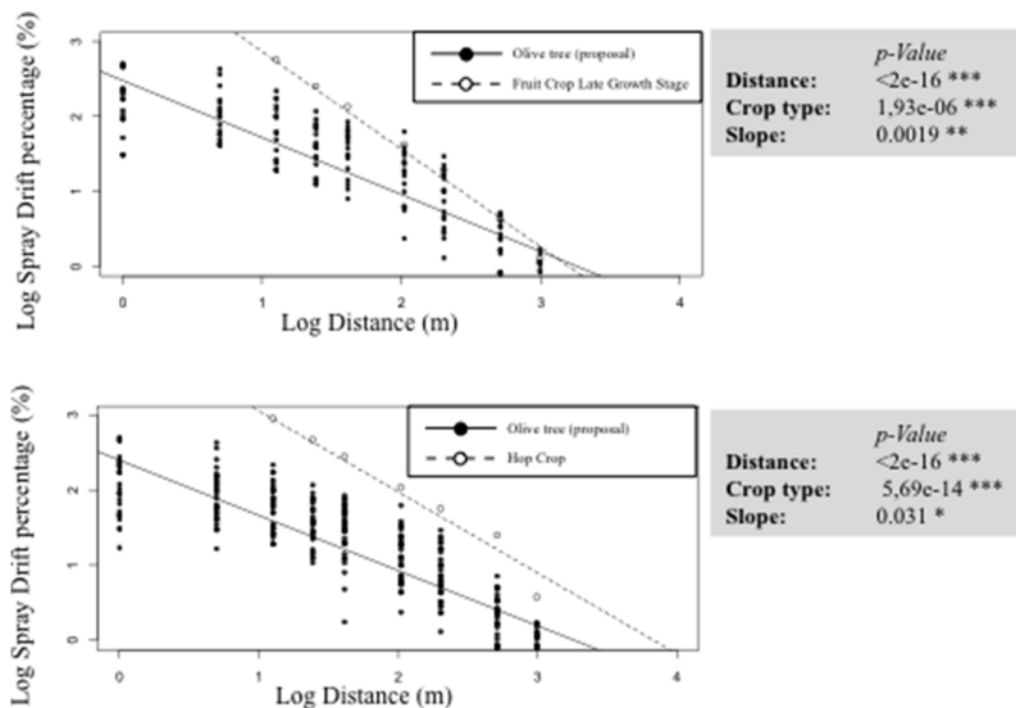 Log Spray Drift percentage (%)
3
2
1
0
Olive tree (proposal)
Fruit Crop Late Growth Stage
0 1 2 3 4
Log Distance (m)
p-Value
Distance: <2e-16 ***
Crop type: 1,93e-06 ***
Slope: 0.0019 **
Log Spray Drift percentage (%)
3
2
1
0
Olive tree (proposal)
Hop Crop
0 1 2 3 4
Log Distance (m)
p-Value
Distance: <2e-16 ***
Crop type: 5,69e-14 ***
Slope: 0.031 *